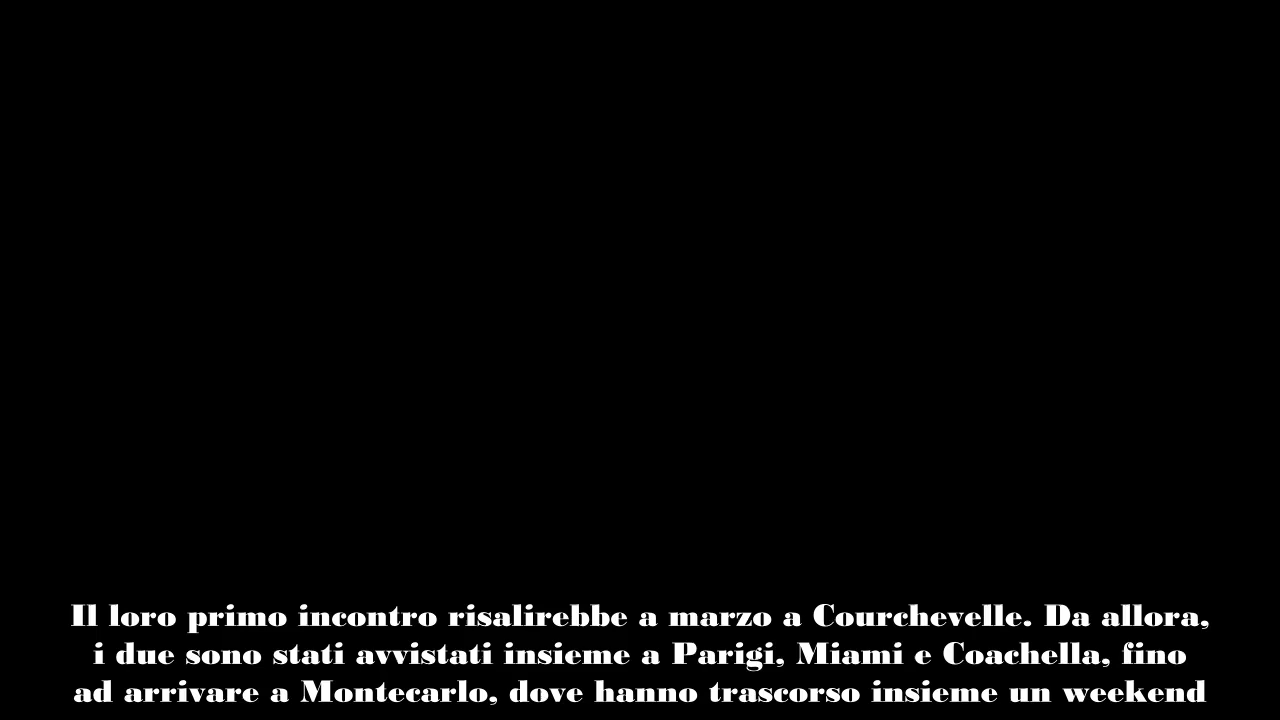 Il loro primo incontro risalirebbe a marzo a Courchevelle. Da allora,
i due sono stati avvistati insieme a Parigi, Miami e Coachella, fino
ad arrivare a Montecarlo, dove hanno trascorso insieme un weekend